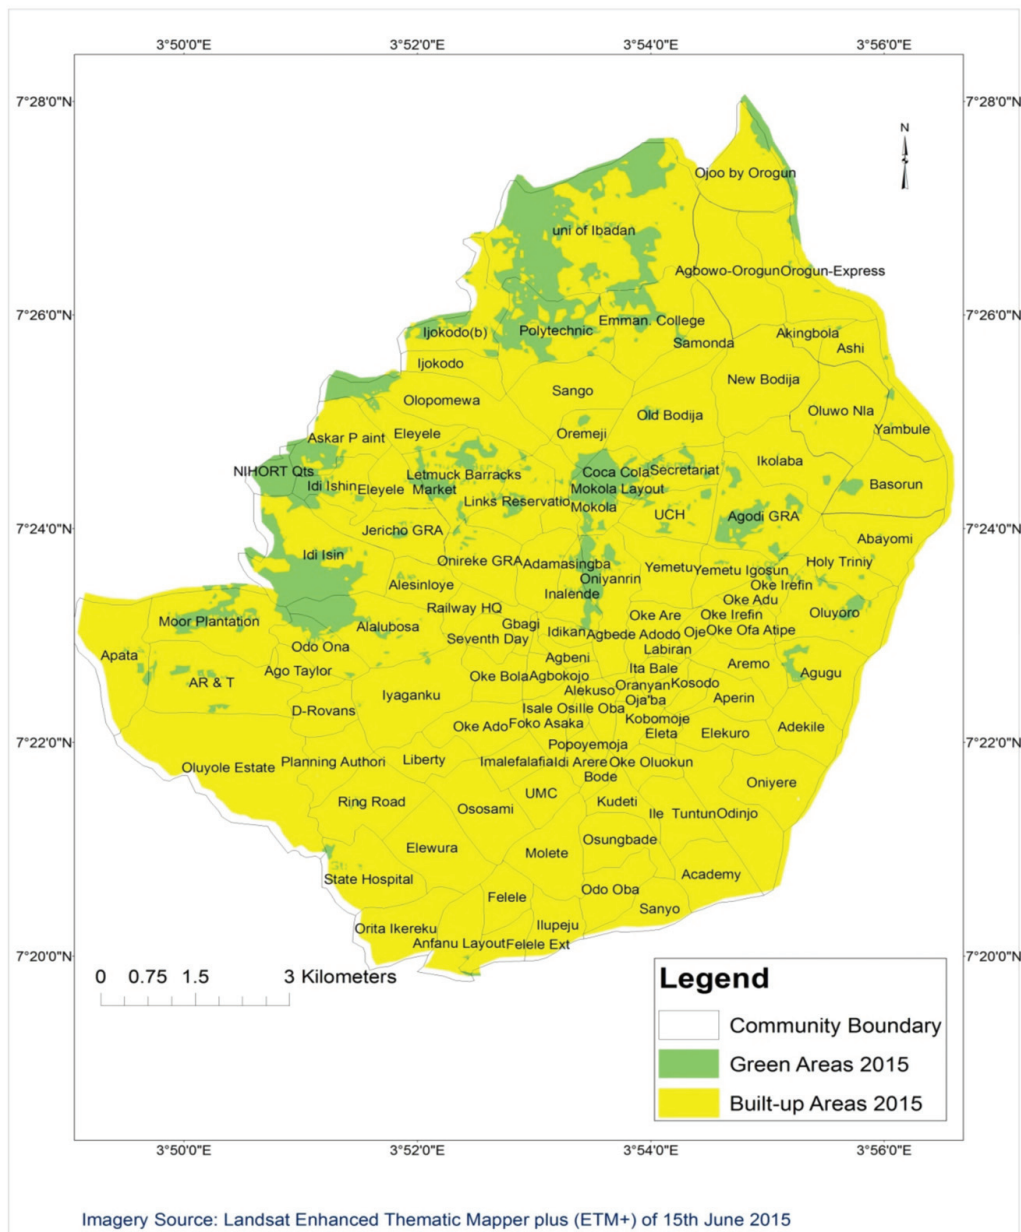 3°50'0"E 3°52'0"E 3°54'0"E 3°56'0"E
7°28'0"N 7°28'0"N
N
Ojoo by Orogun
uni of Ibadan
Agbowo-Orogun Orogun-Express
7°26'0"N 7°26'0"N
Ijokodo(b) Polytechnic Emman. College
Samonda Akingbola
Ashi
Ijokodo
Sango New Bodija
Olopomewa
Old Bodija Oluwo Nla
Askar P aint Eleyele Oremeji Yambule
NIHORT Qts Letmuck Barracks Coca Cola Secretariat Ikolaba
Idi Ishin Eleyele Market Mokola Layout Basorun
Links Reservatio Mokola
UCH Agodi GRA
7°24'0"N 7°24'0"N
Jericho GRA Abayomi
Idi Isin Onireke GRA Adamasingba Yemetu Yemetu Igosun Holy Triniy
Alesinloye Oniyanrin Oke Irefin
Inalende Oke Adu
Railway HQ Oke Are Oke Irefin Oluyoro
Moor Plantation Alalubosa Gbagi
Seventh Day Idikan Agbede Adodo Oje Oke Ofa Atipe
Apata Odo Ona Labiran
Ago Taylor Agbeni Ita Bale Aremo
AR & T Oke Bola Agbokojo Oranyan Kosodo Agugu
Iyaganku Alekuso Oja'ba Aperin
D-Rovans Isale Osi Ile Oba
Oke Ado Foko Asaka Kobomoje
Eleta Elekuro Adekile
7°22'0"N 7°22'0"N
Popoyemoja
Oluyole Estate Planning Authori Liberty Imalefalafia Idi Arere Oke Oluokun
Bode Oniyere
Ring Road Ososami UMC Kudeti
Ile Tuntun Odinjo
Elewura Molete Osungbade
State Hospital Academy
Felele Odo Oba
Sanyo
Orita Ikereku Ilupeju
Anfanu Layout Felele Ext
7°20'0"N 7°20'0"N
0 0.75 1.5 3 Kilometers
Legend
Community Boundary
Green Areas 2015
Built-up Areas 2015
3°50'0"E 3°52'0"E 3°54'0"E 3°56'0"E
Imagery Source: Landsat Enhanced Thematic Mapper plus (ETM+) of 15th June 2015